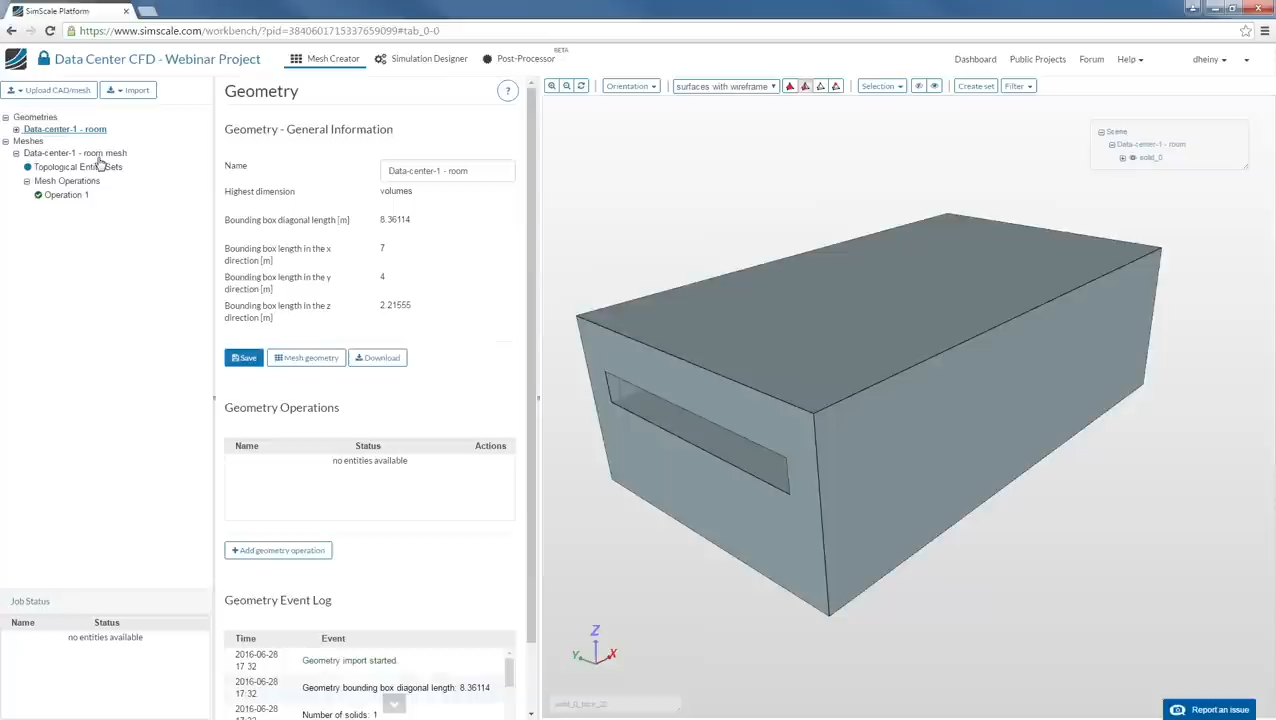 SimScale Platform
https://www.simscale.com/workbench/?pid=3840601715337659099#tab_0-0
Data Center CFD - Webinar Project
Mesh Creator
Simulation Designer
Post-Processor
BETA
Dashboard
Public Projects
Forum
Help
dheiny
Upload CAD/mesh
Import
Geometries
Data-center-1 - room
Meshes
Data-center-1 - room mesh
Topological Entity Sets
Mesh Operations
Operation 1
Job Status
Name Status
no entities available
Geometry
?
Geometry - General Information
Name Data-center-1 - room
Highest dimension volumes
Bounding box diagonal length [m] 8.36114
Bounding box length in the x 7
direction [m]
Bounding box length in the y 4
direction [m]
Bounding box length in the z 2.21555
direction [m]
Save
Mesh geometry
Download
Geometry Operations
Name Status Actions
no entities available
+ Add geometry operation
Geometry Event Log
Time Event
2016-06-28 Geometry import started.
17 32
2016-06-28 Geometry bounding box diagonal length: 8.36114
17 32
2016-06-28 Number of solids: 1
17 32
Orientation
surfaces with wireframe
Selection
Create set
Filter
Scene
Data-center-1 - room
solid_0
Z
Y
X
Report an issue